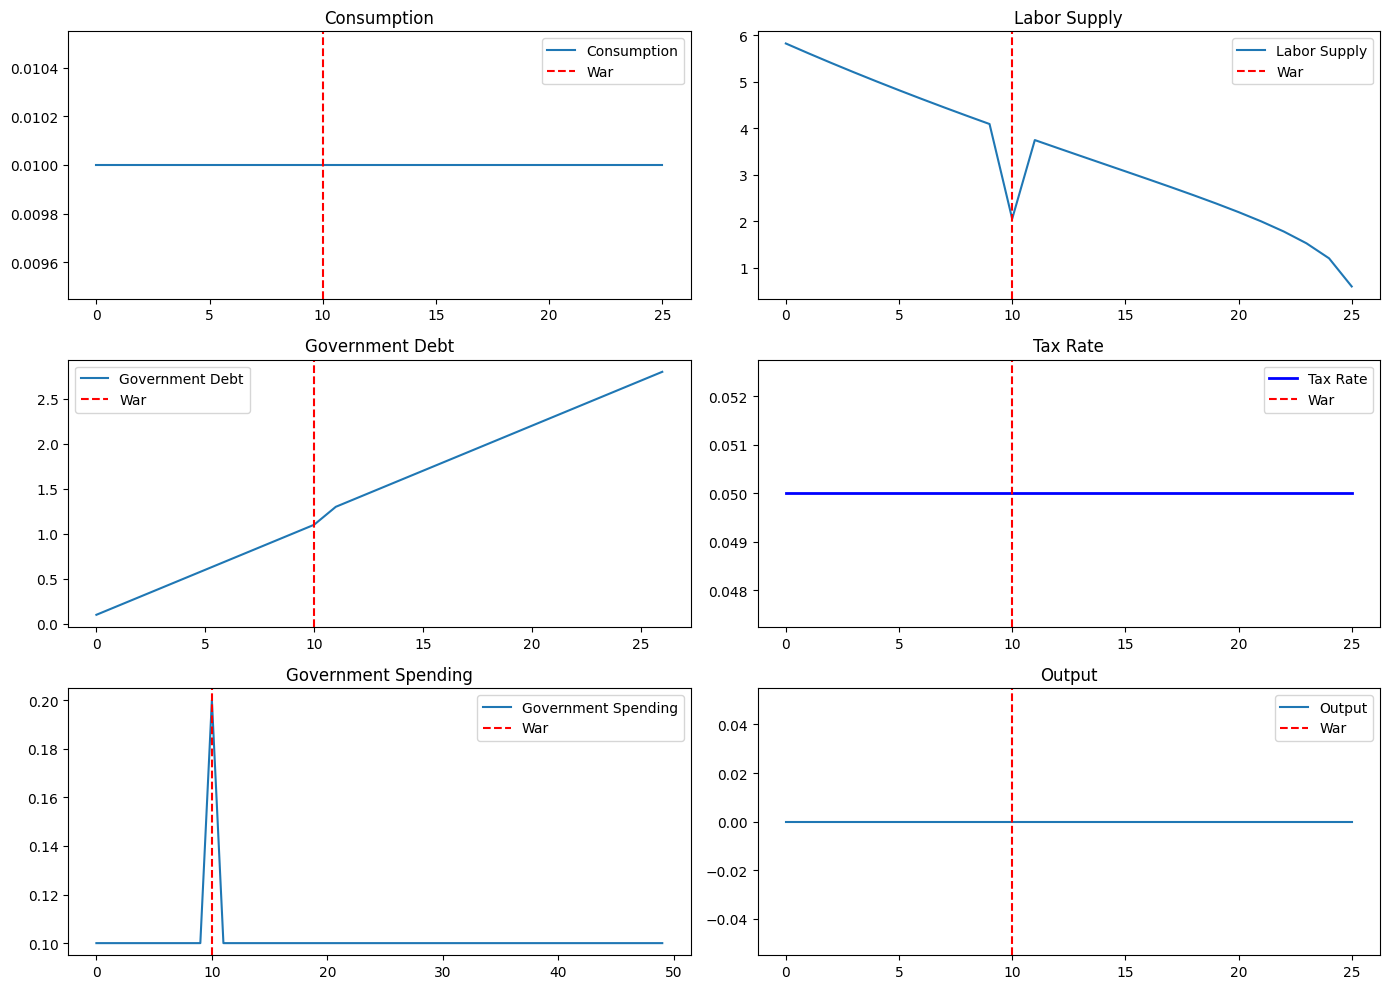 Consumption
Consumption
War
0.0104
0.0102
0.0100
0.0098
0.0096
0 5 10 15 20 25
Labor Supply
Labor Supply
War
6
5
4
3
2
1
0 5 10 15 20 25
Government Debt
Government Debt
War
2.5
2.0
1.5
1.0
0.5
0.0
0 5 10 15 20 25
Tax Rate
Tax Rate
War
0.052
0.051
0.050
0.049
0.048
0 5 10 15 20 25
Government Spending
Government Spending
War
0.20
0.18
0.16
0.14
0.12
0.10
0 10 20 30 40 50
Output
Output
War
0.04
0.02
0.00
−0.02
−0.04
0 5 10 15 20 25